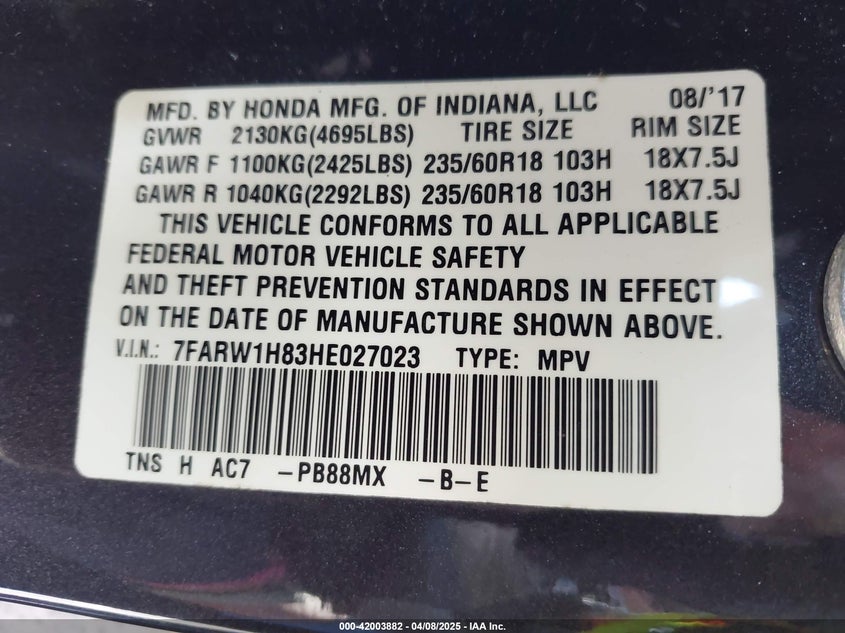 MFD. BY HONDA MFG. OF INDIANA, LLC 08/'17
GVWR 2130KG(4695LBS) TIRE SIZE RIM SIZE
GAWR F 1100KG(2425LBS) 235/60R18 103H 18X7.5J
GAWR R 1040KG(2292LBS) 235/60R18 103H 18X7.5J
THIS VEHICLE CONFORMS TO ALL APPLICABLE
FEDERAL MOTOR VEHICLE SAFETY
AND THEFT PREVENTION STANDARDS IN EFFECT
ON THE DATE OF MANUFACTURE SHOWN ABOVE.
V.I.N.: 7FARW1H83HE027023 TYPE: MPV
TNS H AC7 -PB88MX -B-E
000-42003882 - 04/08/2025 - IAA Inc.